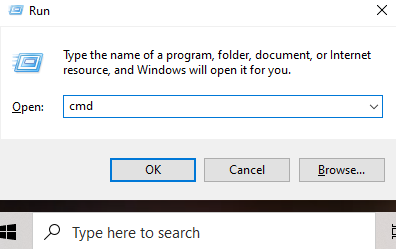 Run
Type the name of a program, folder, document, or Internet
resource, and Windows will open it for you.
Open: cmd
OK Cancel Browse...
Type here to search